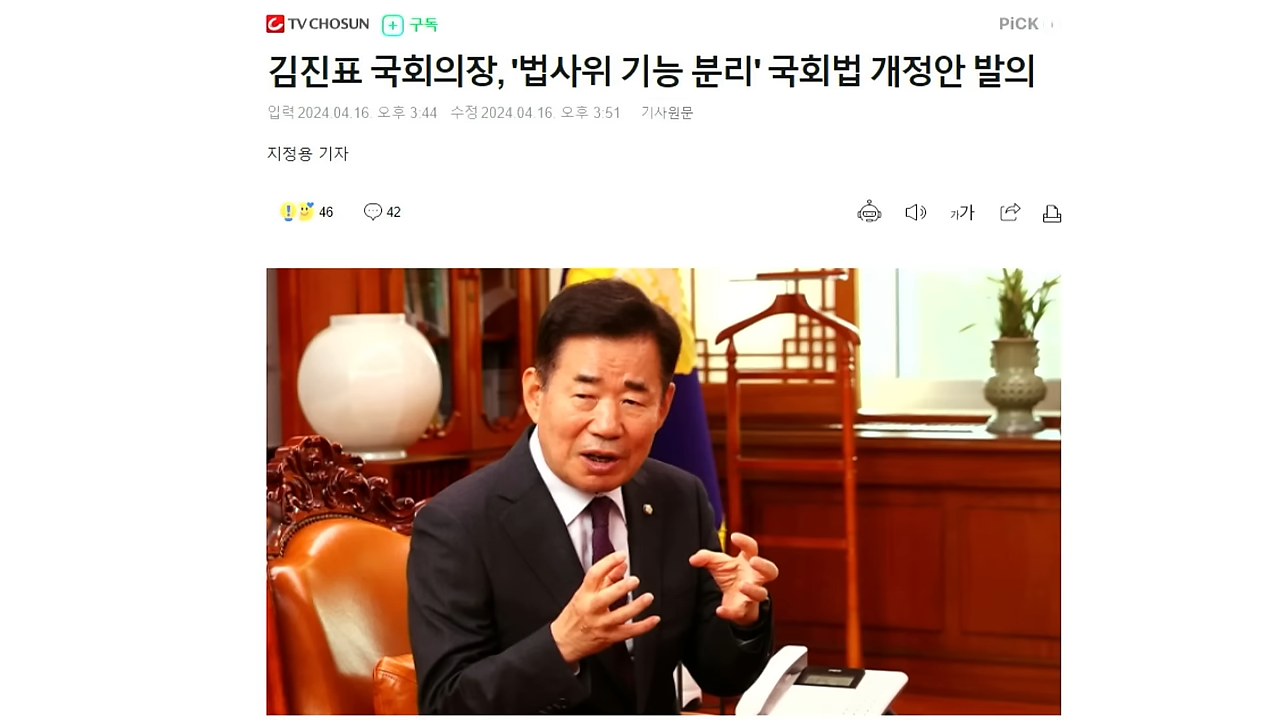 TV CHOSUN 구독 PiCK
김진표 국회의장, '법사위 기능 분리' 국회법 개정안 발의
입력 2024.04.16. 오후 3:44 수정 2024.04.16. 오후 3:51 기사원문
지정용 기자
46 42 가가